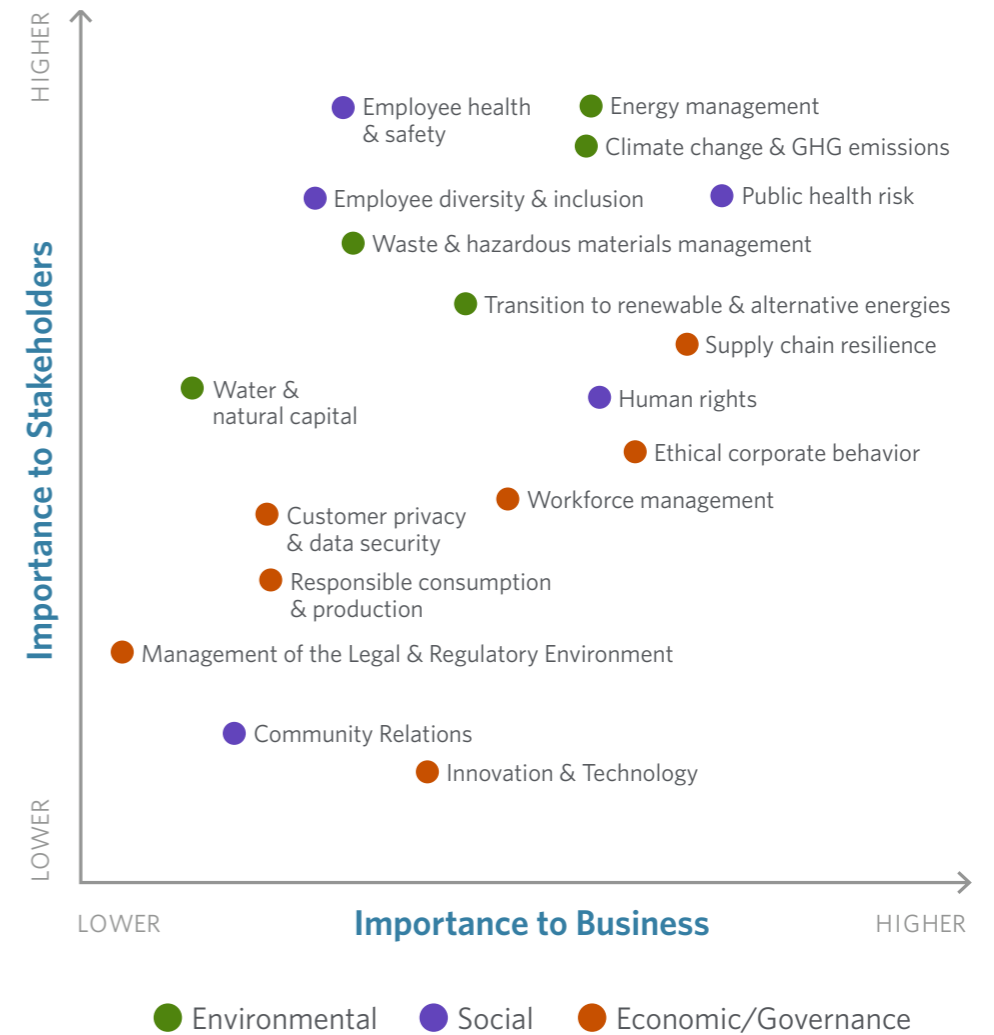 HIGHER
Employee health
& safety
Energy management
Climate change & GHG emissions
Employee diversity & inclusion
Public health risk
Waste & hazardous materials management
Transition to renewable & alternative energies
Supply chain resilience
Water &
natural capital
Human rights
Ethical corporate behavior
Workforce management
Customer privacy
& data security
Responsible consumption
& production
Management of the Legal & Regulatory Environment
Community Relations
Innovation & Technology
Importance to Stakeholders
LOWER
LOWER
Importance to Business
HIGHER
Environmental
Social
Economic/Governance